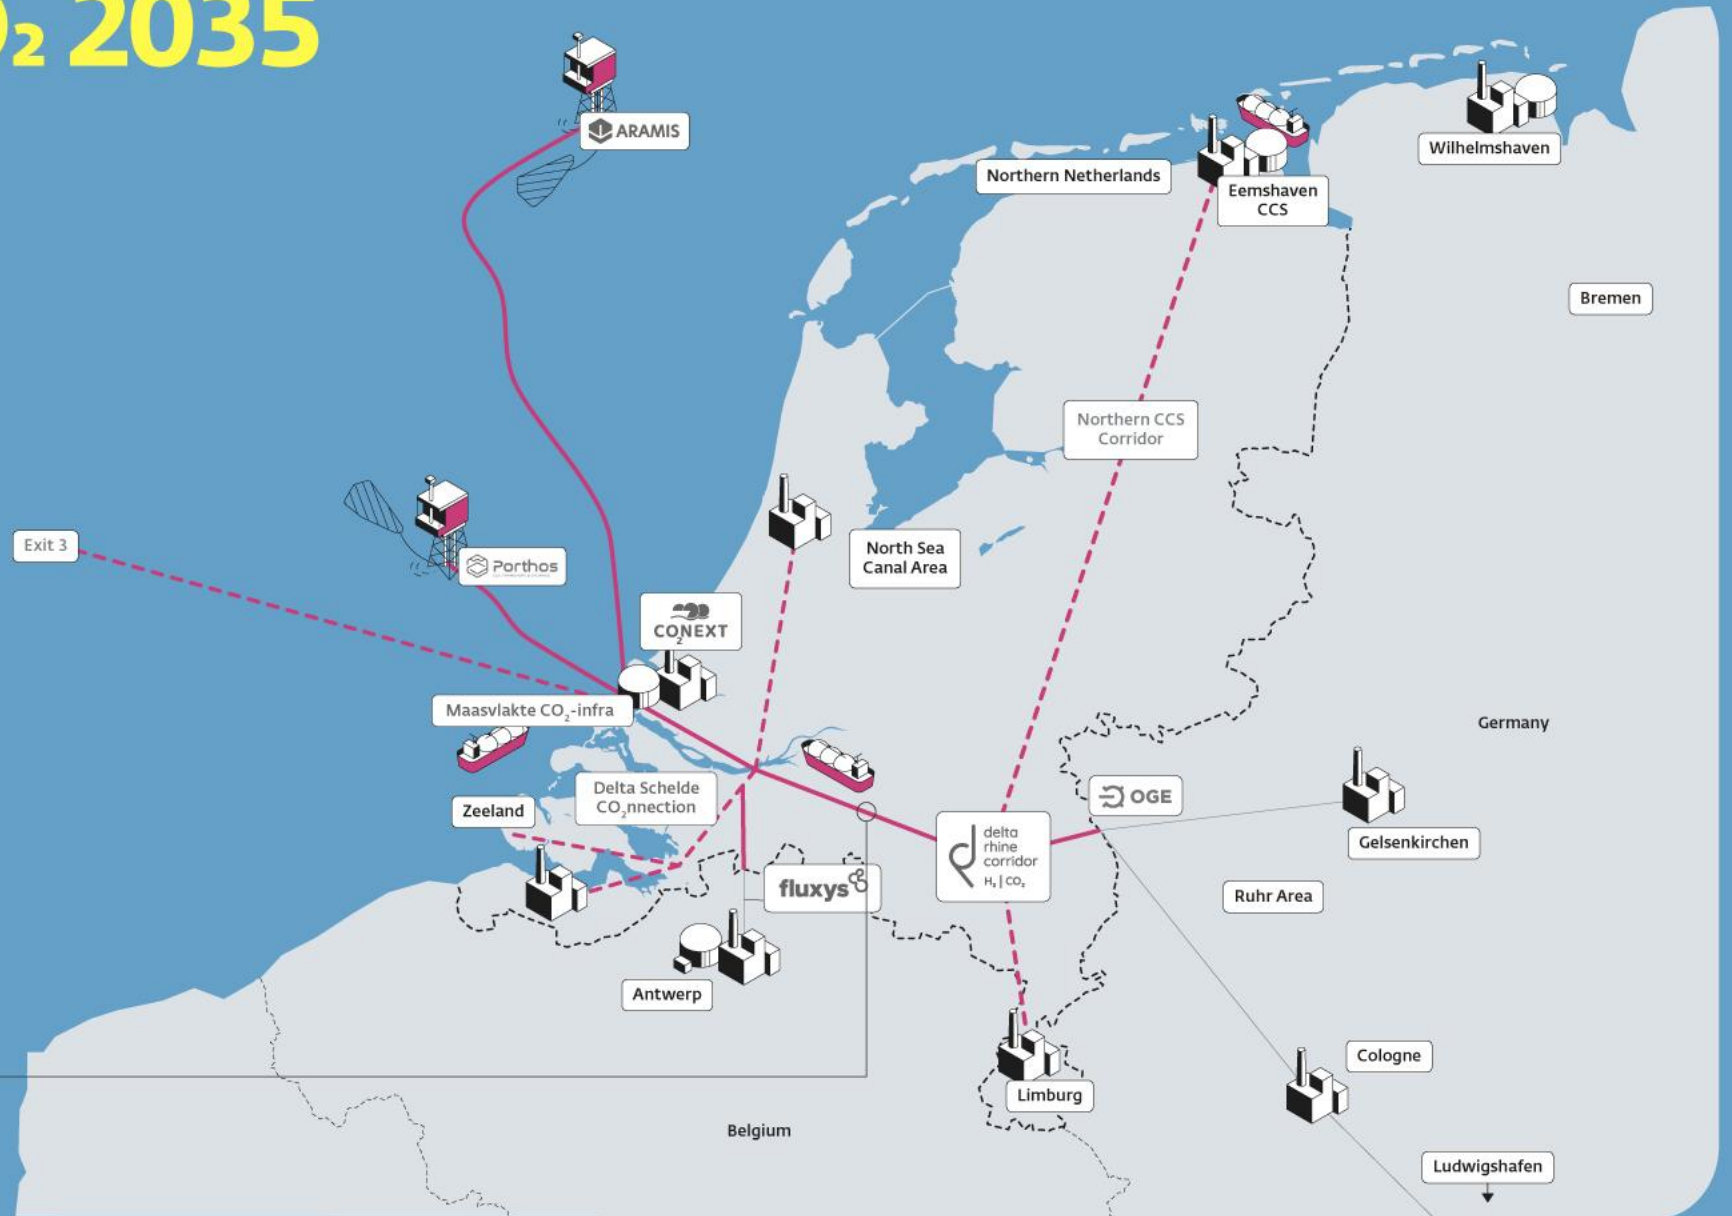 O₂ 2035
ARAMIS
Wilhelmshaven
Northern Netherlands
Eemshaven
CCS
Bremen
Northern CCS
Corridor
Exit 3
Porthos
North Sea
Canal Area
CO₂NEXT
Maasvlakte CO₂-infra
Germany
Delta Schelde
CO₂nnection
Zeeland
OGE
delta
rhine
corridor
H₂ | CO₂
Gelsenkirchen
fluxys
Ruhr Area
Antwerp
Cologne
Limburg
Belgium
Ludwigshafen